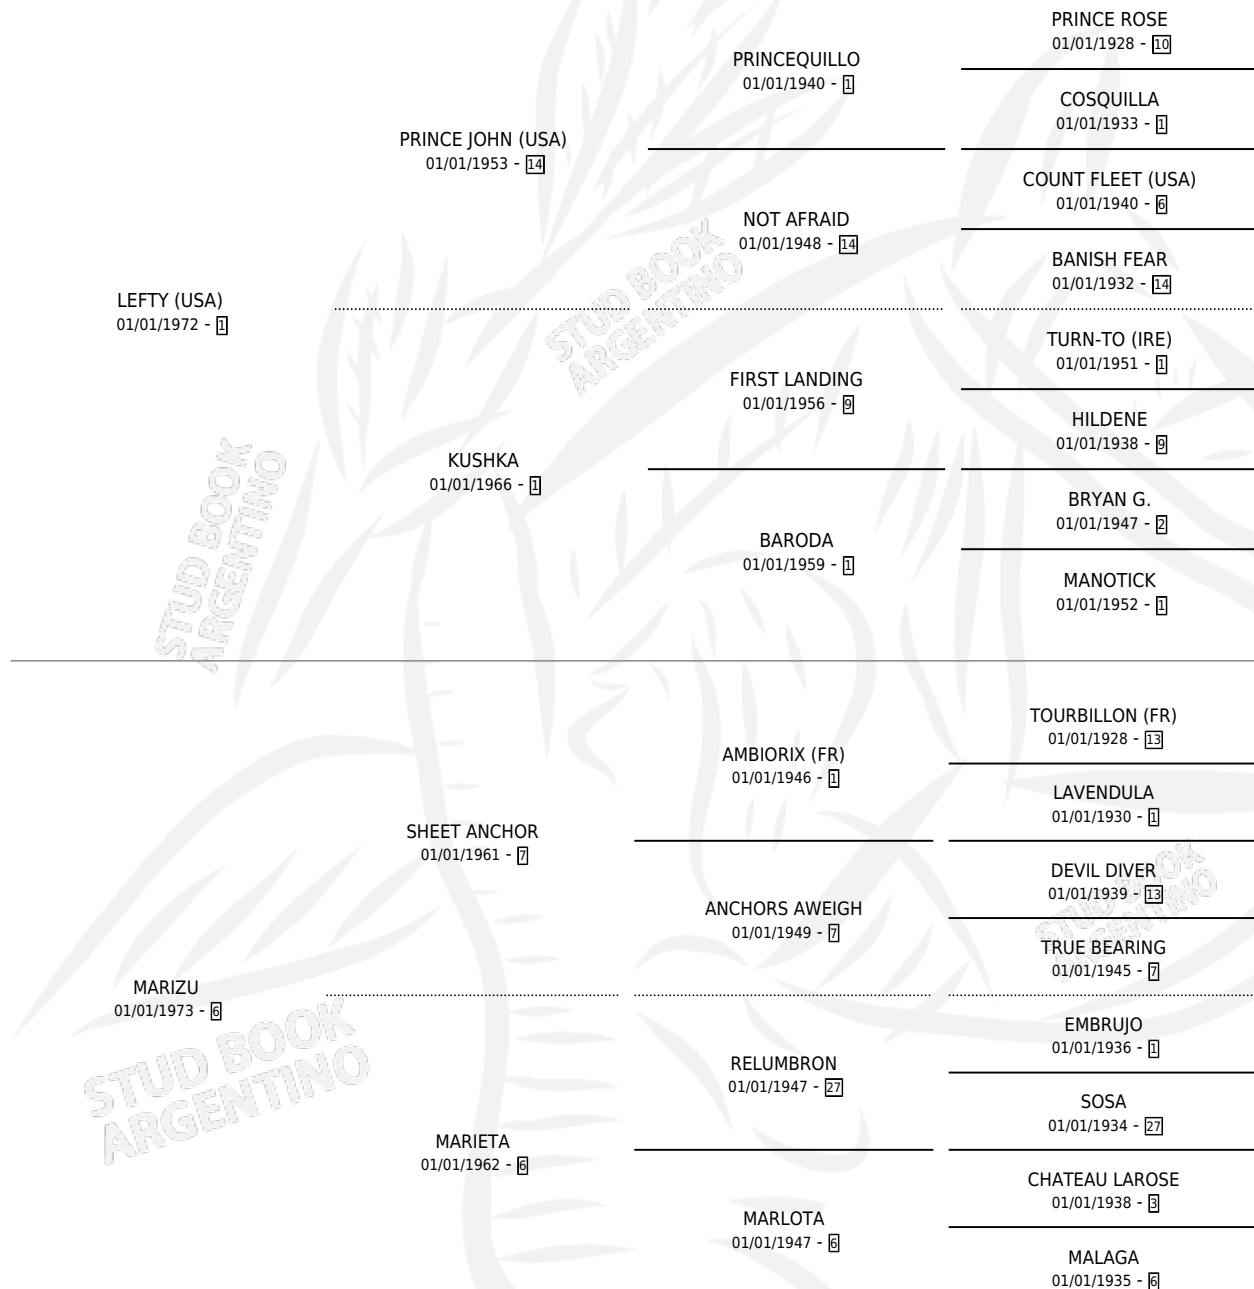 PRINCE ROSE
01/01/1928 - 10
PRINCEQUILLO
01/01/1940 - 1
COSQUILLA
01/01/1933 - 1
PRINCE JOHN (USA)
01/01/1953 - 14
COUNT FLEET (USA)
01/01/1940 - 6
NOT AFRAID
01/01/1948 - 14
BANISH FEAR
01/01/1932 - 14
LEFTY (USA)
01/01/1972 - 1
TURN-TO (IRE)
01/01/1951 - 1
FIRST LANDING
01/01/1956 - 9
HILDENE
01/01/1938 - 9
KUSHKA
01/01/1966 - 1
BRYAN G.
01/01/1947 - 2
BARODA
01/01/1959 - 1
MANOTICK
01/01/1952 - 1
TOURBILLON (FR)
01/01/1928 - 13
AMBIORIX (FR)
01/01/1946 - 1
LAVENDULA
01/01/1930 - 1
SHEET ANCHOR
01/01/1961 - 7
DEVIL DIVER
01/01/1939 - 13
ANCHORS AWEIGH
01/01/1949 - 7
TRUE BEARING
01/01/1945 - 7
MARIZU
01/01/1973 - 6
EMBRUJO
01/01/1936 - 1
RELUMBRON
01/01/1947 - 27
SOSA
01/01/1934 - 27
MARIETA
01/01/1962 - 6
CHATEAU LAROSE
01/01/1938 - 3
MARLOTA
01/01/1947 - 6
MALAGA
01/01/1935 - 6
STUD BOOK
ARGENTINO
STUD BOOK
ARGENTINO
STUD BOOK
ARGENTINO
STUD BOOK
ARGENTINO